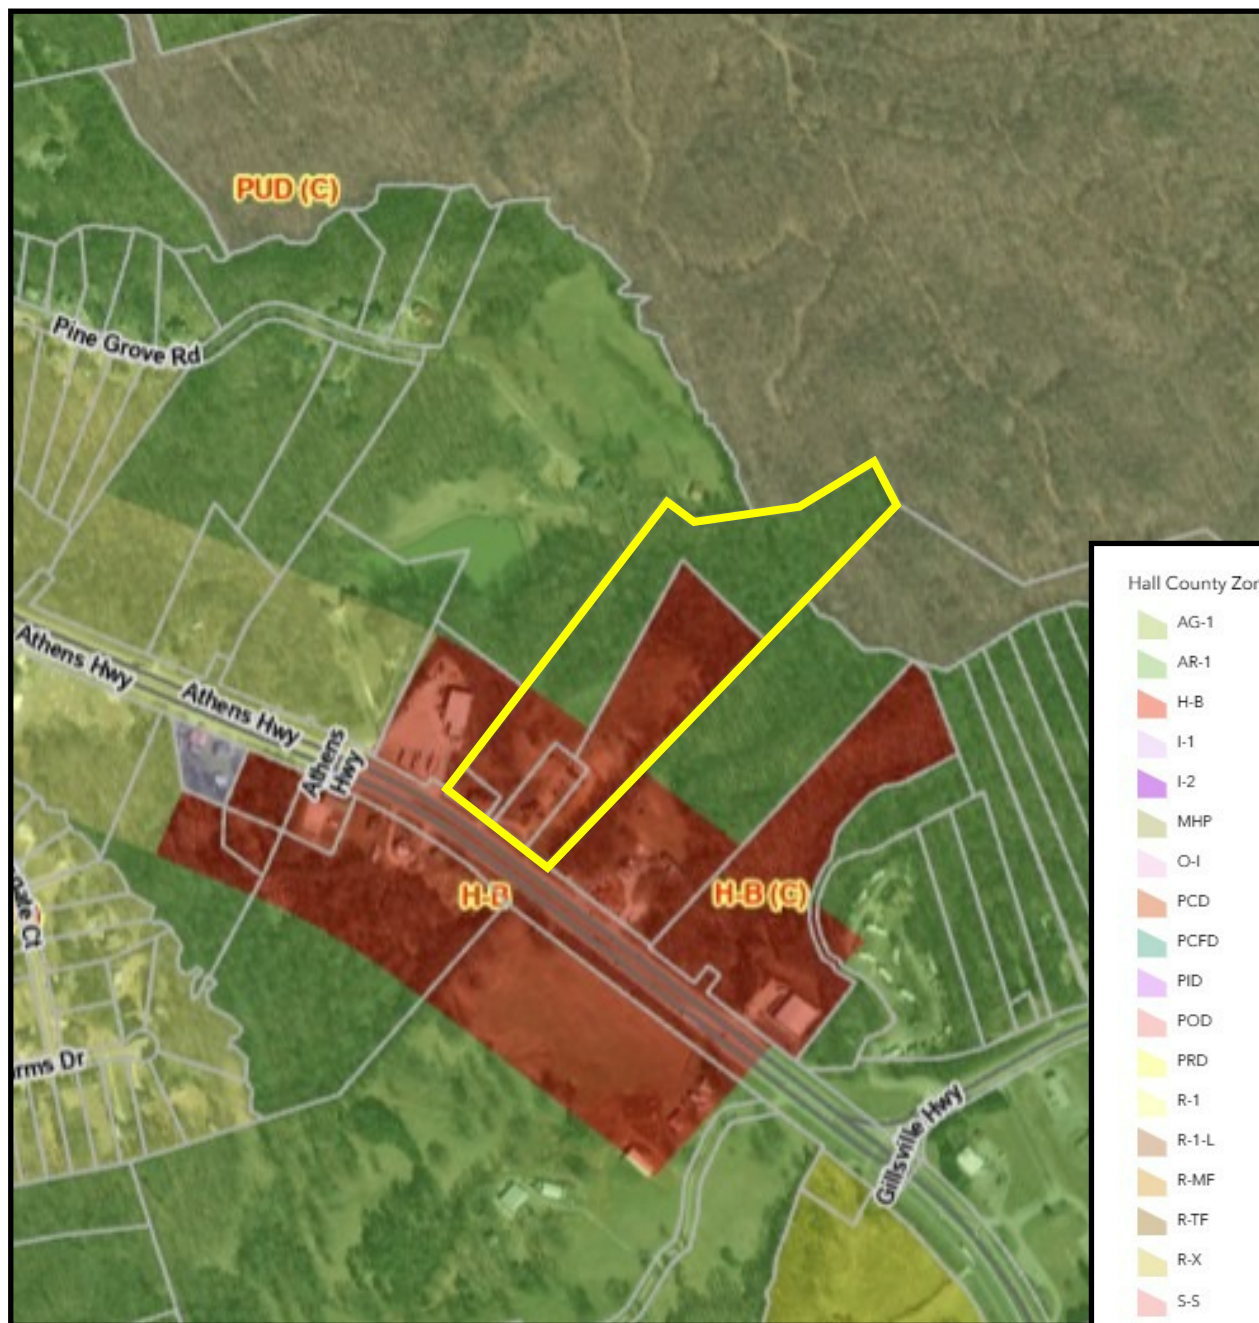 PUD (C)
Pine Grove Rd
Athens Hwy
Athens Hwy
Athens
Hwy
H-B
H-B (C)
gate Ct
rms Dr
Gillsville Hwy
Hall County Zon
AG-1
AR-1
H-B
I-1
I-2
MHP
O-I
PCD
PCFD
PID
POD
PRD
R-1
R-1-L
R-MF
R-TF
R-X
S-S